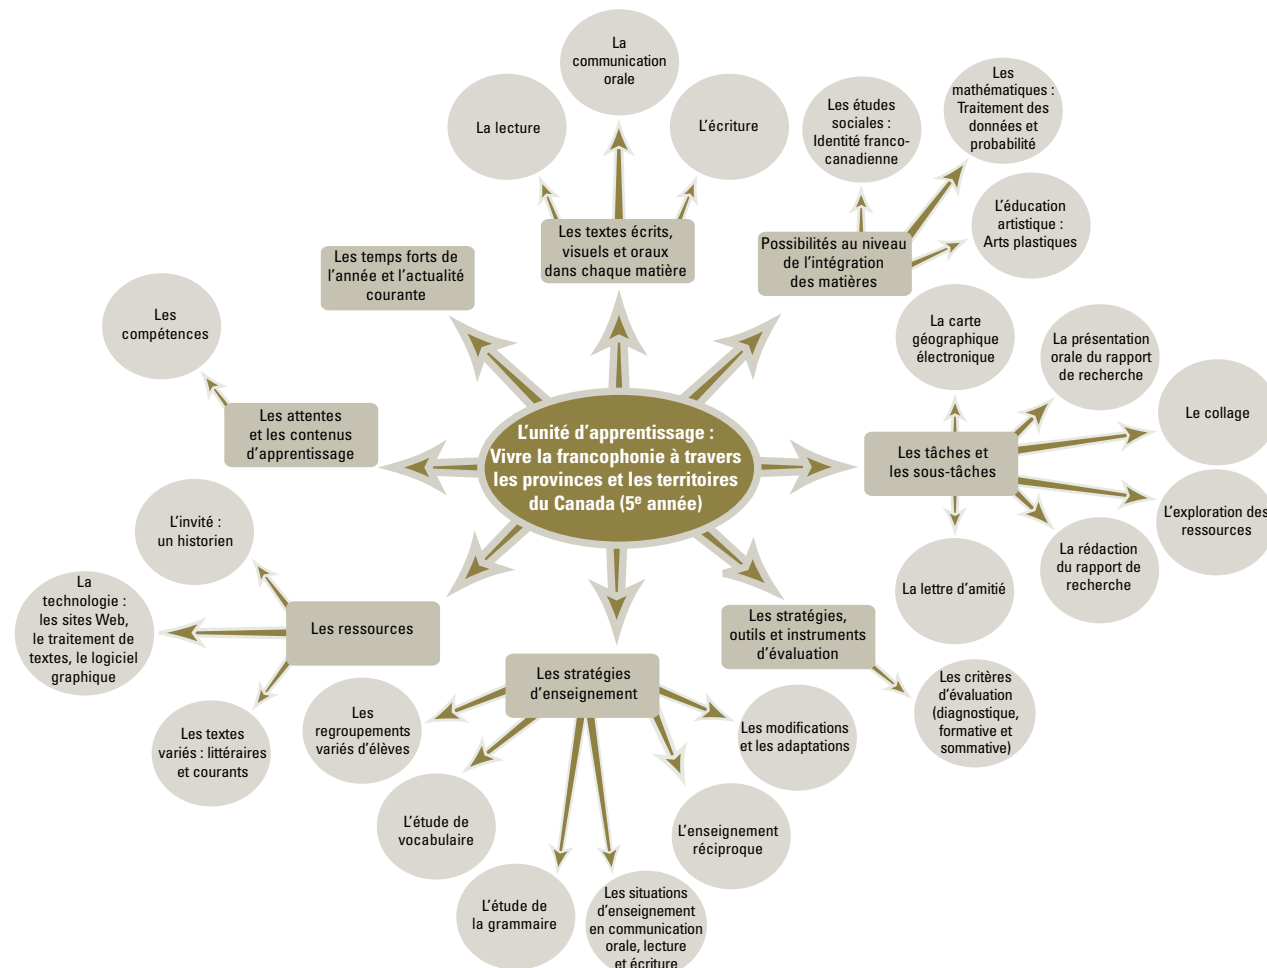 La
communication
orale
La lecture
L'écriture
Les études
sociales :
Identité franco-
canadienne
Les
mathématiques :
Traitement des
données et
probabilité
L'éducation
artistique :
Arts plastiques
Les textes écrits,
visuels et oraux
dans chaque matière
Possibilités au niveau
de l'intégration
des matières
Les temps forts de
l'année et l'actualité
courante
Les
compétences
Les attentes
et les contenus
d'apprentissage
L'unité d'apprentissage :
Vivre la francophonie à travers
les provinces et les territoires
du Canada (5e année)
La carte
géographique
électronique
La présentation
orale du rapport
de recherche
Le collage
Les tâches et
les sous-tâches
L'exploration des
ressources
La rédaction
du rapport de
recherche
La lettre d'amitié
L'invité :
un historien
La
technologie :
les sites Web,
le traitement de
textes, le logiciel
graphique
Les ressources
Les textes
variés : littéraires
et courants
Les stratégies,
outils et instruments
d'évaluation
Les critères
d'évaluation
(diagnostique,
formative et
sommative)
Les stratégies
d'enseignement
Les
regroupements
variés d'élèves
Les modifications
et les adaptations
L'étude de
vocabulaire
L'enseignement
réciproque
L'étude de
la grammaire
Les situations
d'enseignement
en communication
orale, lecture
et écriture